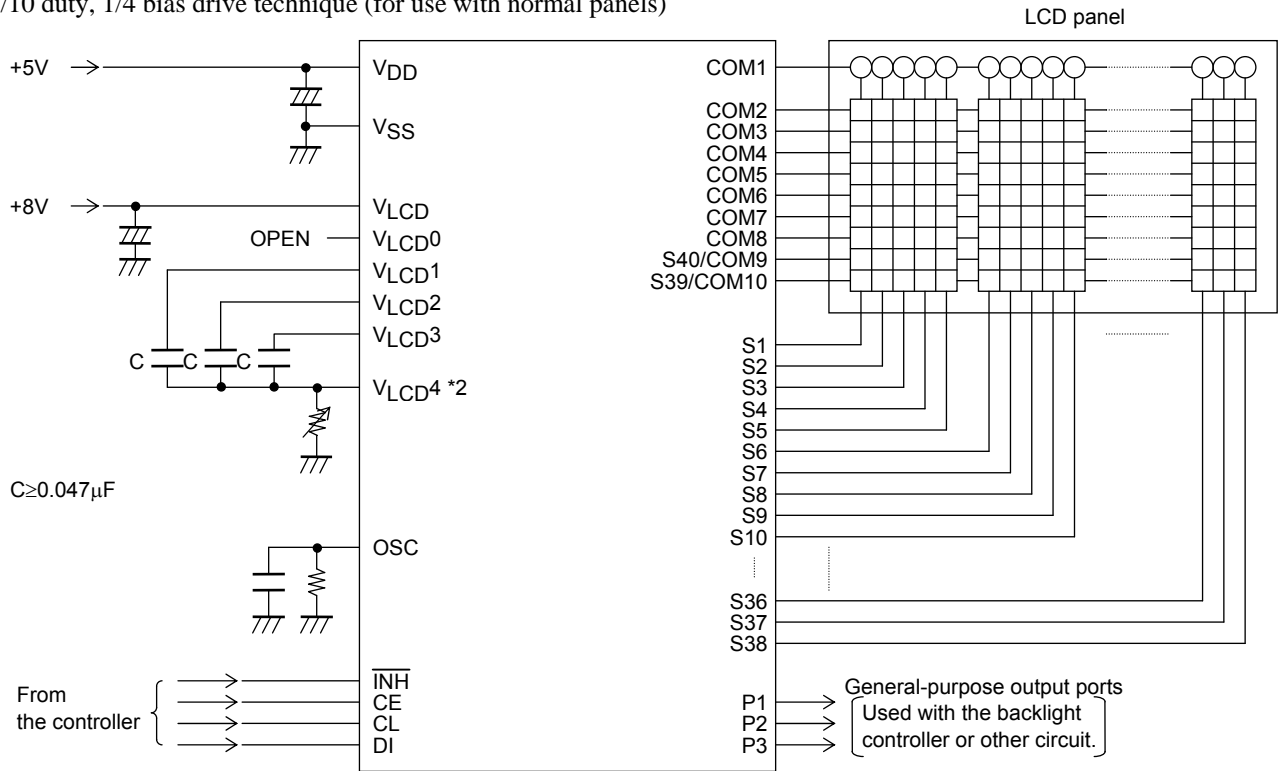 /10 duty, 1/4 bias drive technique (for use with normal panels)
LCD panel
+5V
VDD
VSS
+8V
VLCD
OPEN
VLCD0
VLCD1
VLCD2
VLCD3
C
C
C
VLCD4 *2
C≥0.047μF
OSC
From
the controller
INH
CE
CL
DI
COM1
COM2
COM3
COM4
COM5
COM6
COM7
COM8
S40/COM9
S39/COM10
S1
S2
S3
S4
S5
S6
S7
S8
S9
S10
S36
S37
S38
P1
P2
P3
General-purpose output ports
Used with the backlight
controller or other circuit.